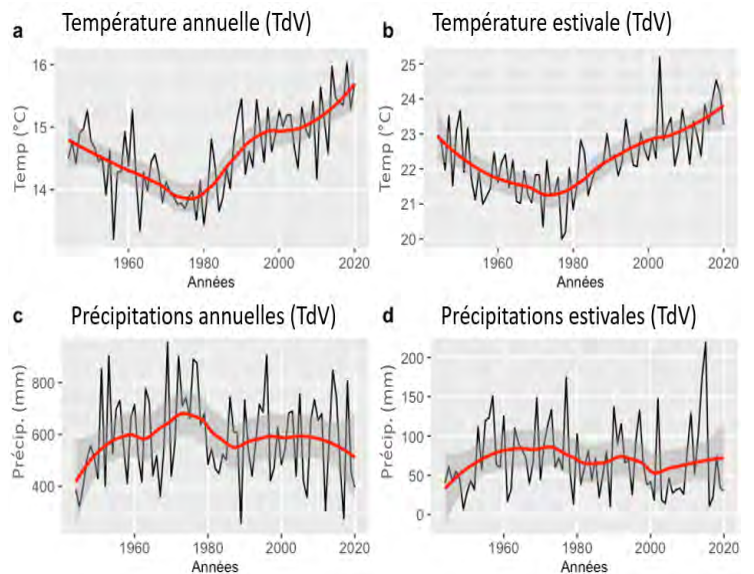 a Température annuelle (TdV)
16
15
14
Temp (°C)
1960 1980 2000 2020
Années
b Température estivale (TdV)
25
24
23
22
21
20
Temp (°C)
1960 1980 2000 2020
Années
c Précipitations annuelles (TdV)
800
600
400
Précip. (mm)
1960 1980 2000 2020
Années
d Précipitations estivales (TdV)
200
150
100
50
0
Précip. (mm)
1960 1980 2000 2020
Années